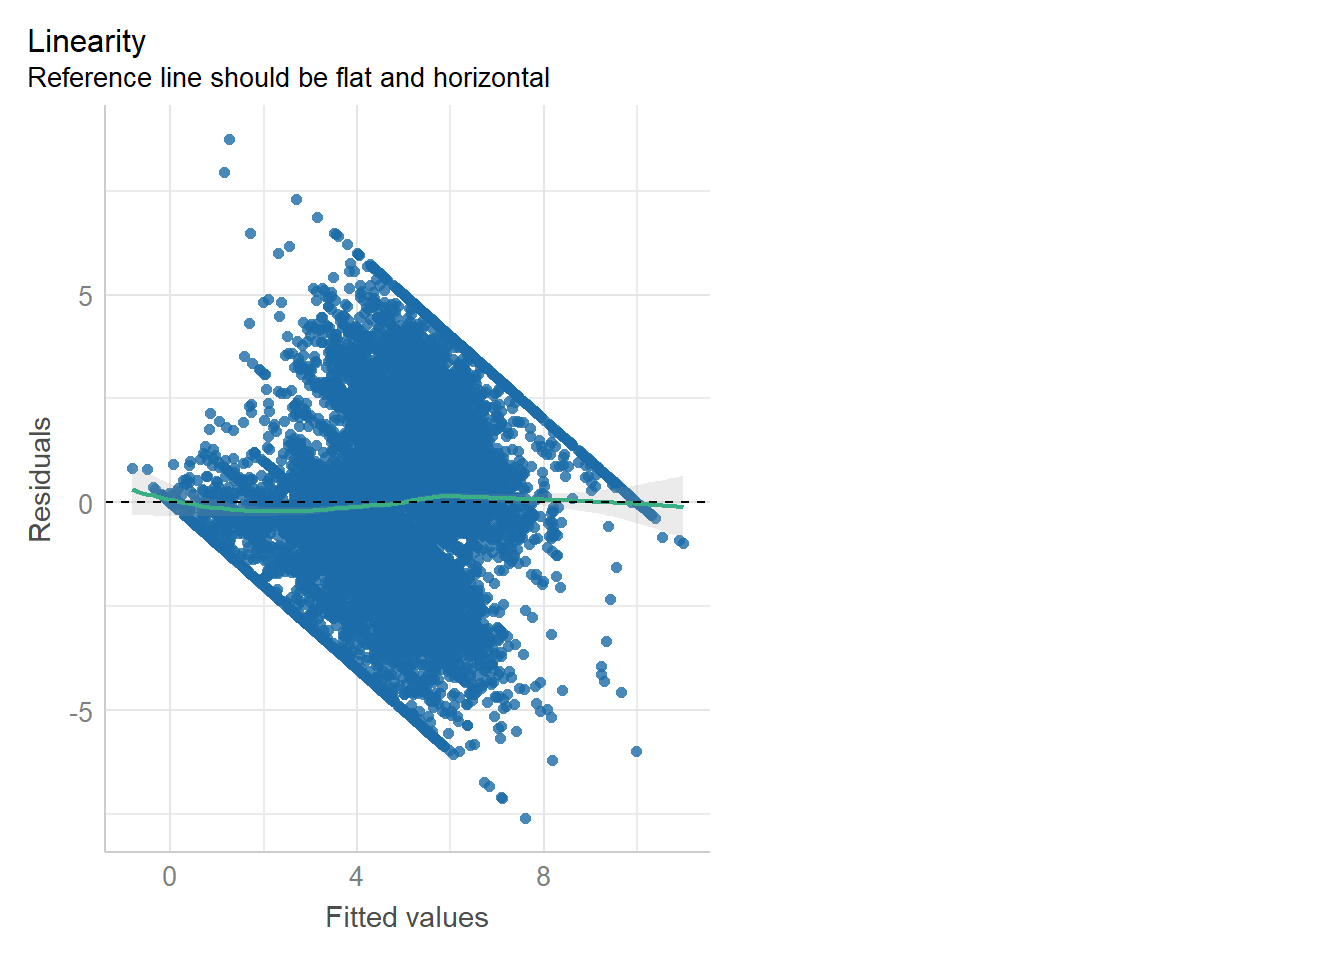 Linearity
Reference line should be flat and horizontal
5
0
-5
Residuals
0 4 8
Fitted values